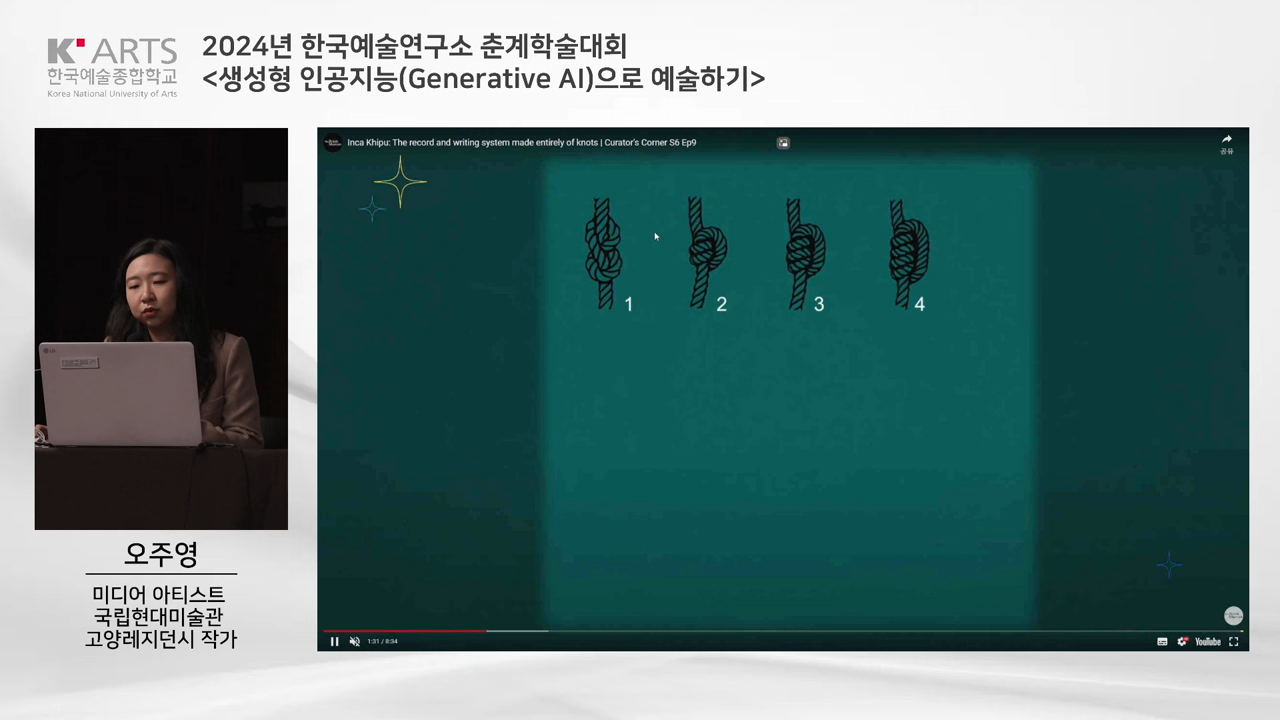 K ARTS
한국예술종합학교
Korea National University of Arts
2024년 한국예술연구소 춘계학술대회
<생성형 인공지능(Generative AI)으로 예술하기>
Inca Khipu: The record and writing system made entirely of knots | Curator's Corner S6 Ep9
공유
1
2
3
4
LG
1:31 / 8:34
YouTube
오주영
미디어 아티스트
국립현대미술관
고양레지던시 작가